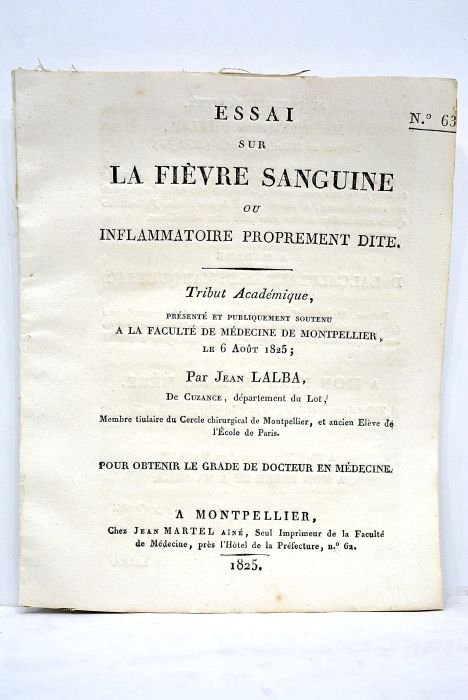 N.° 63
ESSAI
SUR
LA FIÈVRE SANGUINE
OU
INFLAMMATOIRE PROPREMENT DITE.
Tribut Académique,
PRÉSENTÉ ET PUBLIQUEMENT SOUTENU
A LA FACULTÉ DE MÉDECINE DE MONTPELLIER,
LE 6 AOÛT 1825;
Par JEAN LALBA,
De CUZANCE, département du Lot,
Membre tiulaire du Cercle chirurgical de Montpellier, et ancien Elève de
l'École de Paris.
POUR OBTENIR LE GRADE DE DOCTEUR EN MÉDECINE.
A MONTPELLIER,
Chez JEAN MARTEL AÎNÉ, Seul Imprimeur de la Faculté
de Médecine, près l'Hôtel de la Préfecture, n.° 62.
1825.